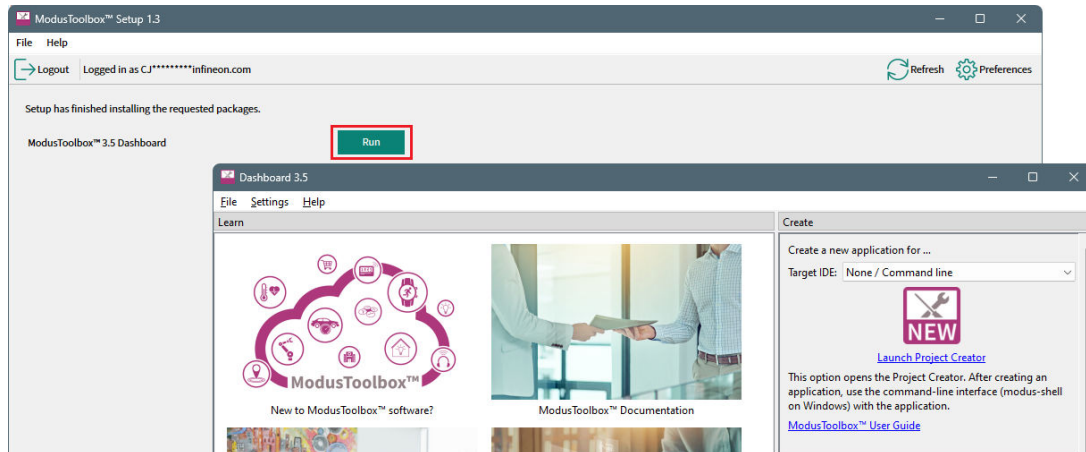 ModusToolbox™ Setup 1.3
File Help
Logout Logged in as CJ*********infineon.com Refresh Preferences
Setup has finished installing the requested packages.
ModusToolbox™ 3.5 Dashboard Run
Dashboard 3.5
File Settings Help
Learn
ModusToolbox™
New to ModusToolbox™ software?
ModusToolbox™ Documentation
Create
Create a new application for ...
Target IDE: None / Command line
NEW
Launch Project Creator
This option opens the Project Creator. After creating an
application, use the command-line interface (modus-shell
on Windows) with the application.
ModusToolbox™ User Guide